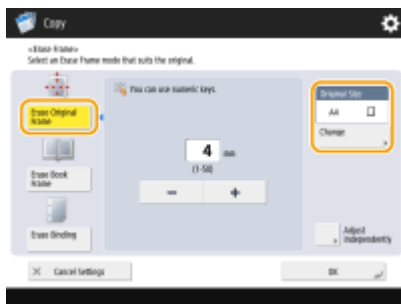 Copy
<Erase Frame>
Select an Erase Frame mode that suits the original.
You can use numeric keys.
Original Size
Erase Original
Frame
A4
Change
4 mm
(1-50)
Erase Book
Frame
− +
Erase Binding
Adjust
Independently
× Cancel Settings
OK